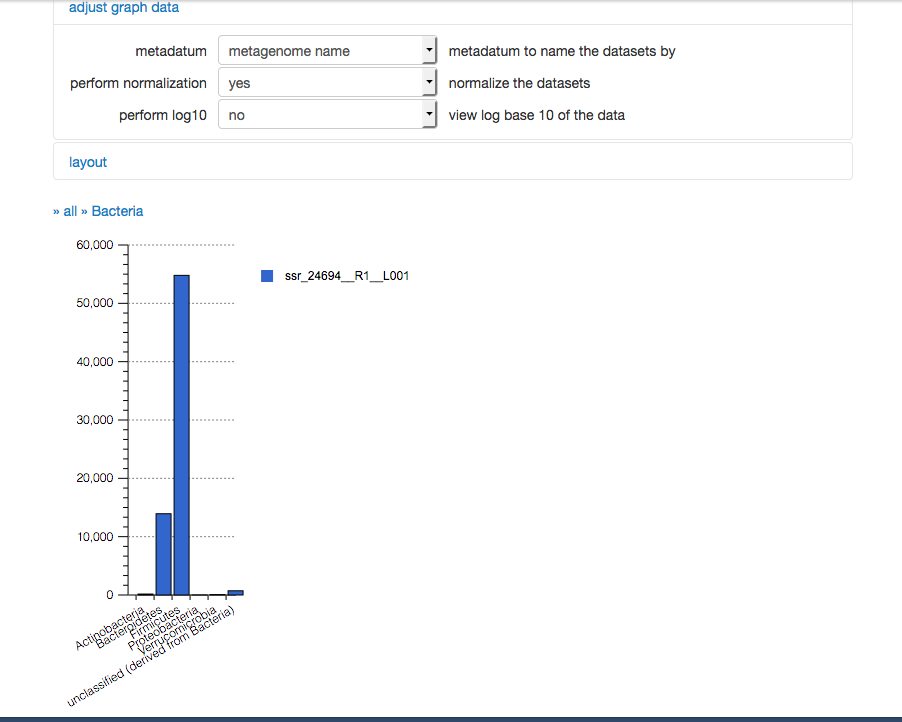 adjust graph data
metadatum metagenome name metadatum to name the datasets by
perform normalization yes normalize the datasets
perform log10 no view log base 10 of the data
layout
» all » Bacteria
60,000
ssr_24694__R1__L001
50,000
40,000
30,000
20,000
10,000
0
Actinobacteria
Bacteroidetes
Firmicutes
Proteobacteria
Verrucomicrobia
unclassified (derived from Bacteria)